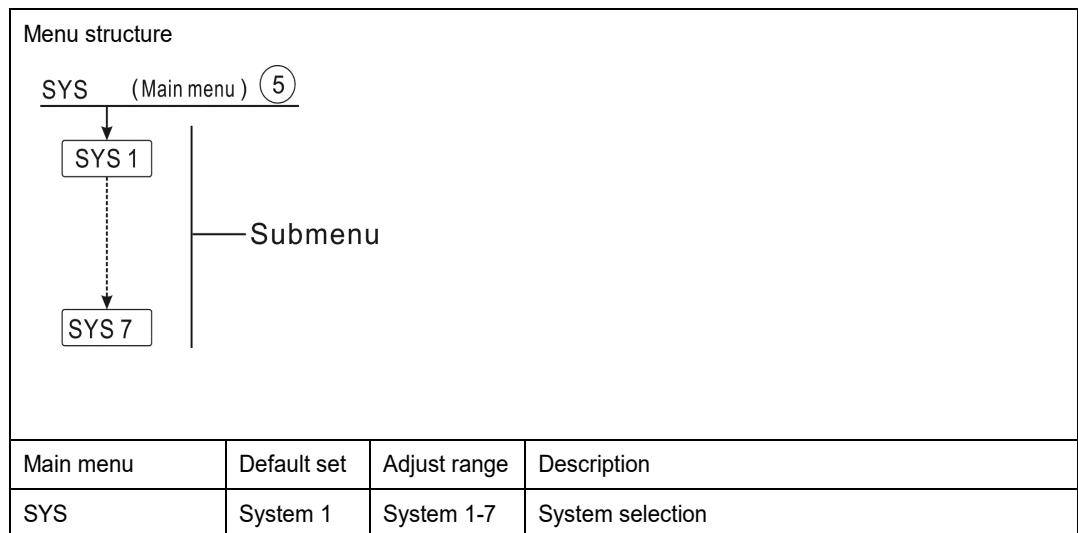 Menu structure
SYS (Main menu) 5
SYS 1
Submenu
SYS 7
Main menu Default set Adjust range Description
SYS System 1 System 1-7 System selection